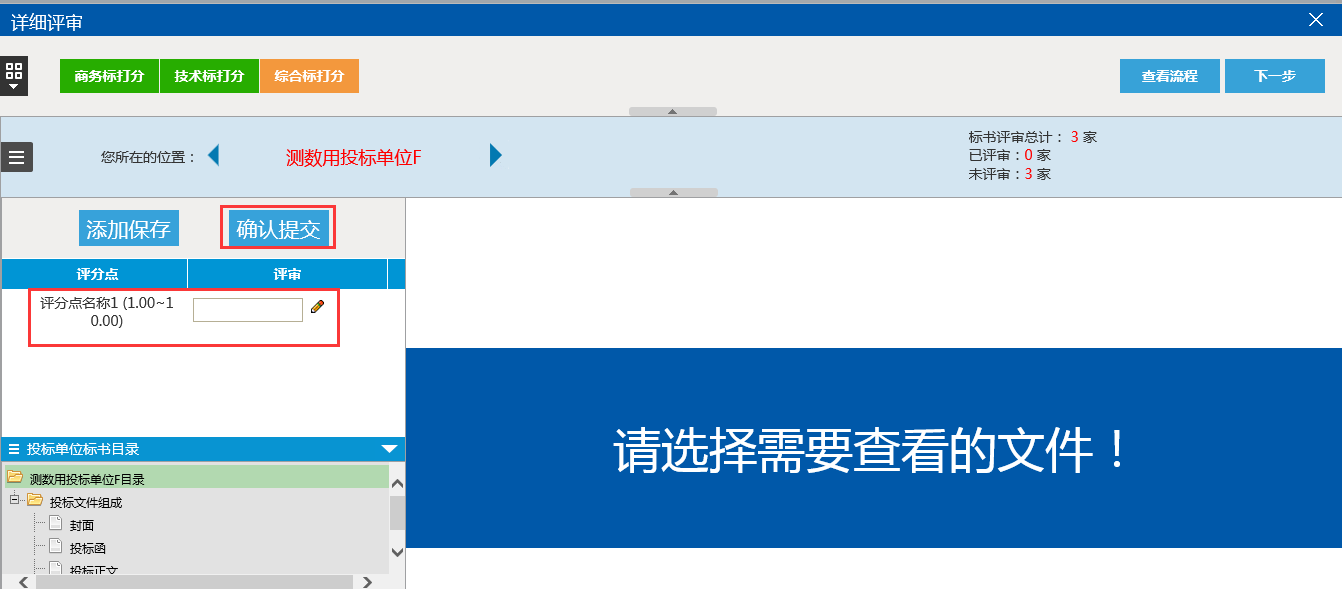 详细评审
商务标打分 技术标打分 综合标打分 查看流程 下一步
您所在的位置： 测数用投标单位F
标书评审总计： 3 家
已评审：0 家
未评审：3 家
添加保存 确认提交
评分点 评审
评分点名称1 (1.00~1
0.00)
请选择需要查看的文件！
投标单位标书目录
测数用投标单位F目录
投标文件组成
封面
投标函
投标正文